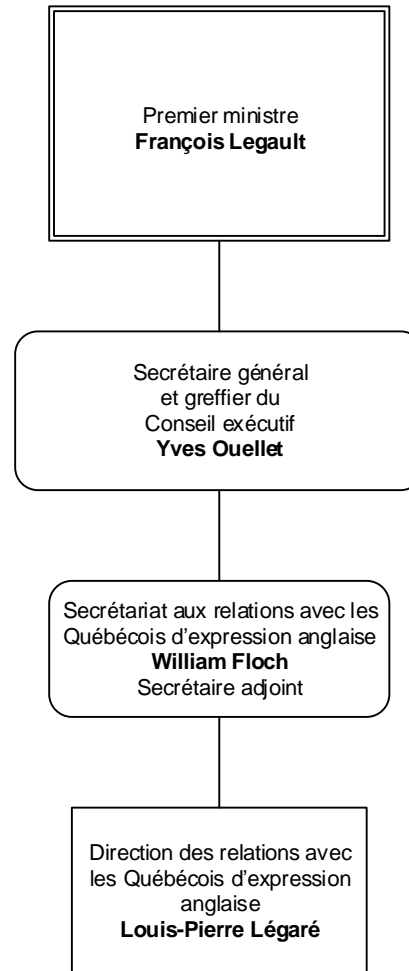 Premier ministre
François Legault
Secrétaire général
et greffier du
Conseil exécutif
Yves Ouellet
Secrétariat aux relations avec les
Québécois d'expression anglaise
William Floch
Secrétaire adjoint
Direction des relations avec
les Québécois d'expression
anglaise
Louis-Pierre Légaré